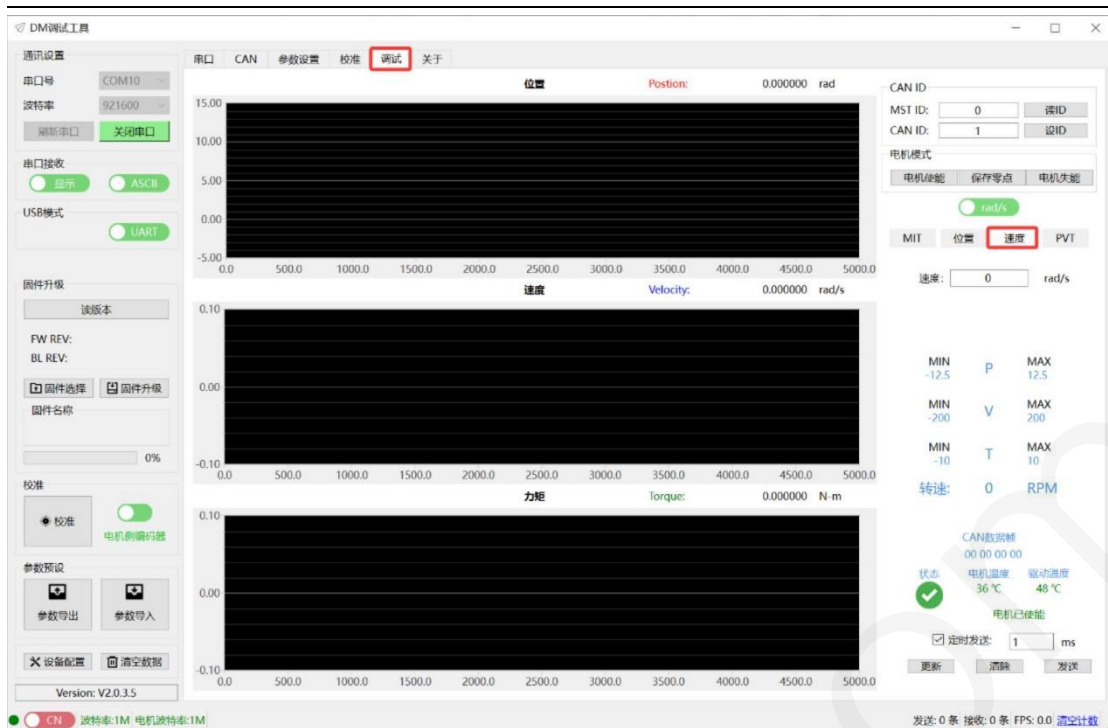 DM调试工具
通讯设置
串口号 COM10
波特率 921600
刷新串口 关闭串口
串口接收
显示 ASCII
USB模式
UART
固件升级
读版本
FW REV:
BL REV:
固件选择 固件升级
固件名称
0%
校准
校准
电机侧编码器
参数预设
参数导出 参数导入
设备配置 清空数据
Version: V2.0.3.5
串口 CAN 参数设置 校准 调试 关于
位置 Postion: 0.000000 rad
15.00
10.00
5.00
0.00
-5.00
0.0 500.0 1000.0 1500.0 2000.0 2500.0 3000.0 3500.0 4000.0 4500.0 5000.0
速度 Velocity: 0.000000 rad/s
0.10
0.00
-0.10
0.0 500.0 1000.0 1500.0 2000.0 2500.0 3000.0 3500.0 4000.0 4500.0 5000.0
力矩 Torque: 0.000000 N·m
0.10
0.00
-0.10
0.0 500.0 1000.0 1500.0 2000.0 2500.0 3000.0 3500.0 4000.0 4500.0 5000.0
CAN ID
MST ID: 0 读ID
CAN ID: 1 设ID
电机模式
电机使能 保存零点 电机失能
rad/s
MIT 位置 速度 PVT
速度: 0 rad/s
MIN P MAX
-12.5 12.5
MIN V MAX
-200 200
MIN T MAX
-10 10
转速: 0 RPM
CAN数据帧
00 00 00 00
状态 电机温度 驱动温度
36 ℃ 48 ℃
电机已使能
定时发送: 1 ms
更新 清除 发送
CN 波特率:1M 电机波特率:1M
发送: 0 条 接收: 0 条 FPS: 0.0 清空计数